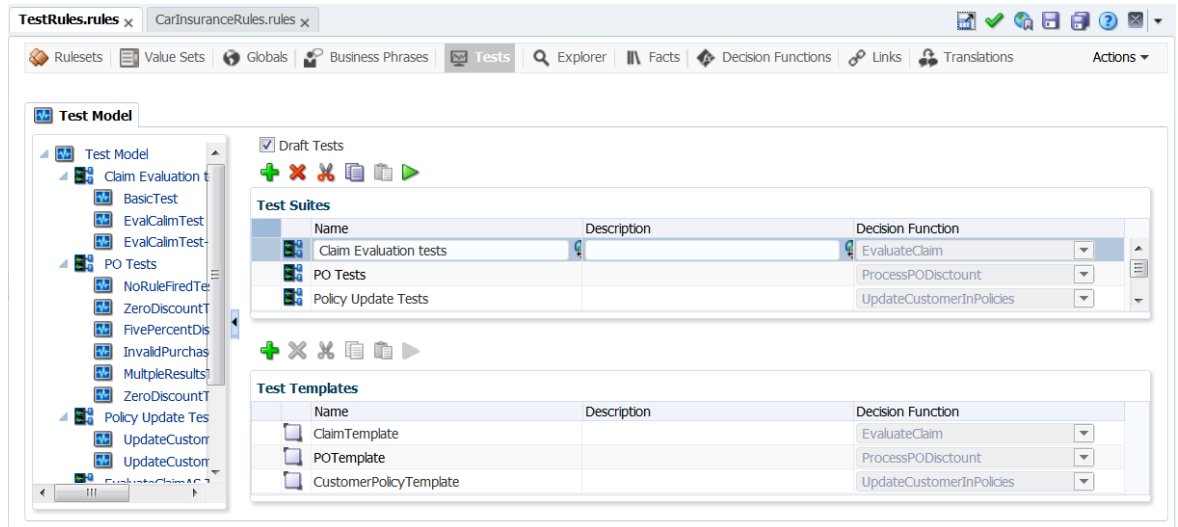 TestRules.rules
CarInsuranceRules.rules
Rulesets Value Sets Globals Business Phrases Tests Explorer Facts Decision Functions Links Translations Actions
Test Model
Test Model
Claim Evaluation t
BasicTest
EvalCalimTest
EvalCalimTest-
PO Tests
NoRuleFiredTe
ZeroDiscountT
FivePercentDis
InvalidPurchas
MultpleResultsT
ZeroDiscountT
Policy Update Tes
UpdateCustom
UpdateCustom
EvaluateClaimAS T
Draft Tests
Test Suites
Name Description Decision Function
Claim Evaluation tests EvaluateClaim
PO Tests ProcessPODisctount
Policy Update Tests UpdateCustomerInPolicies
Test Templates
Name Description Decision Function
ClaimTemplate EvaluateClaim
POTemplate ProcessPODisctount
CustomerPolicyTemplate UpdateCustomerInPolicies